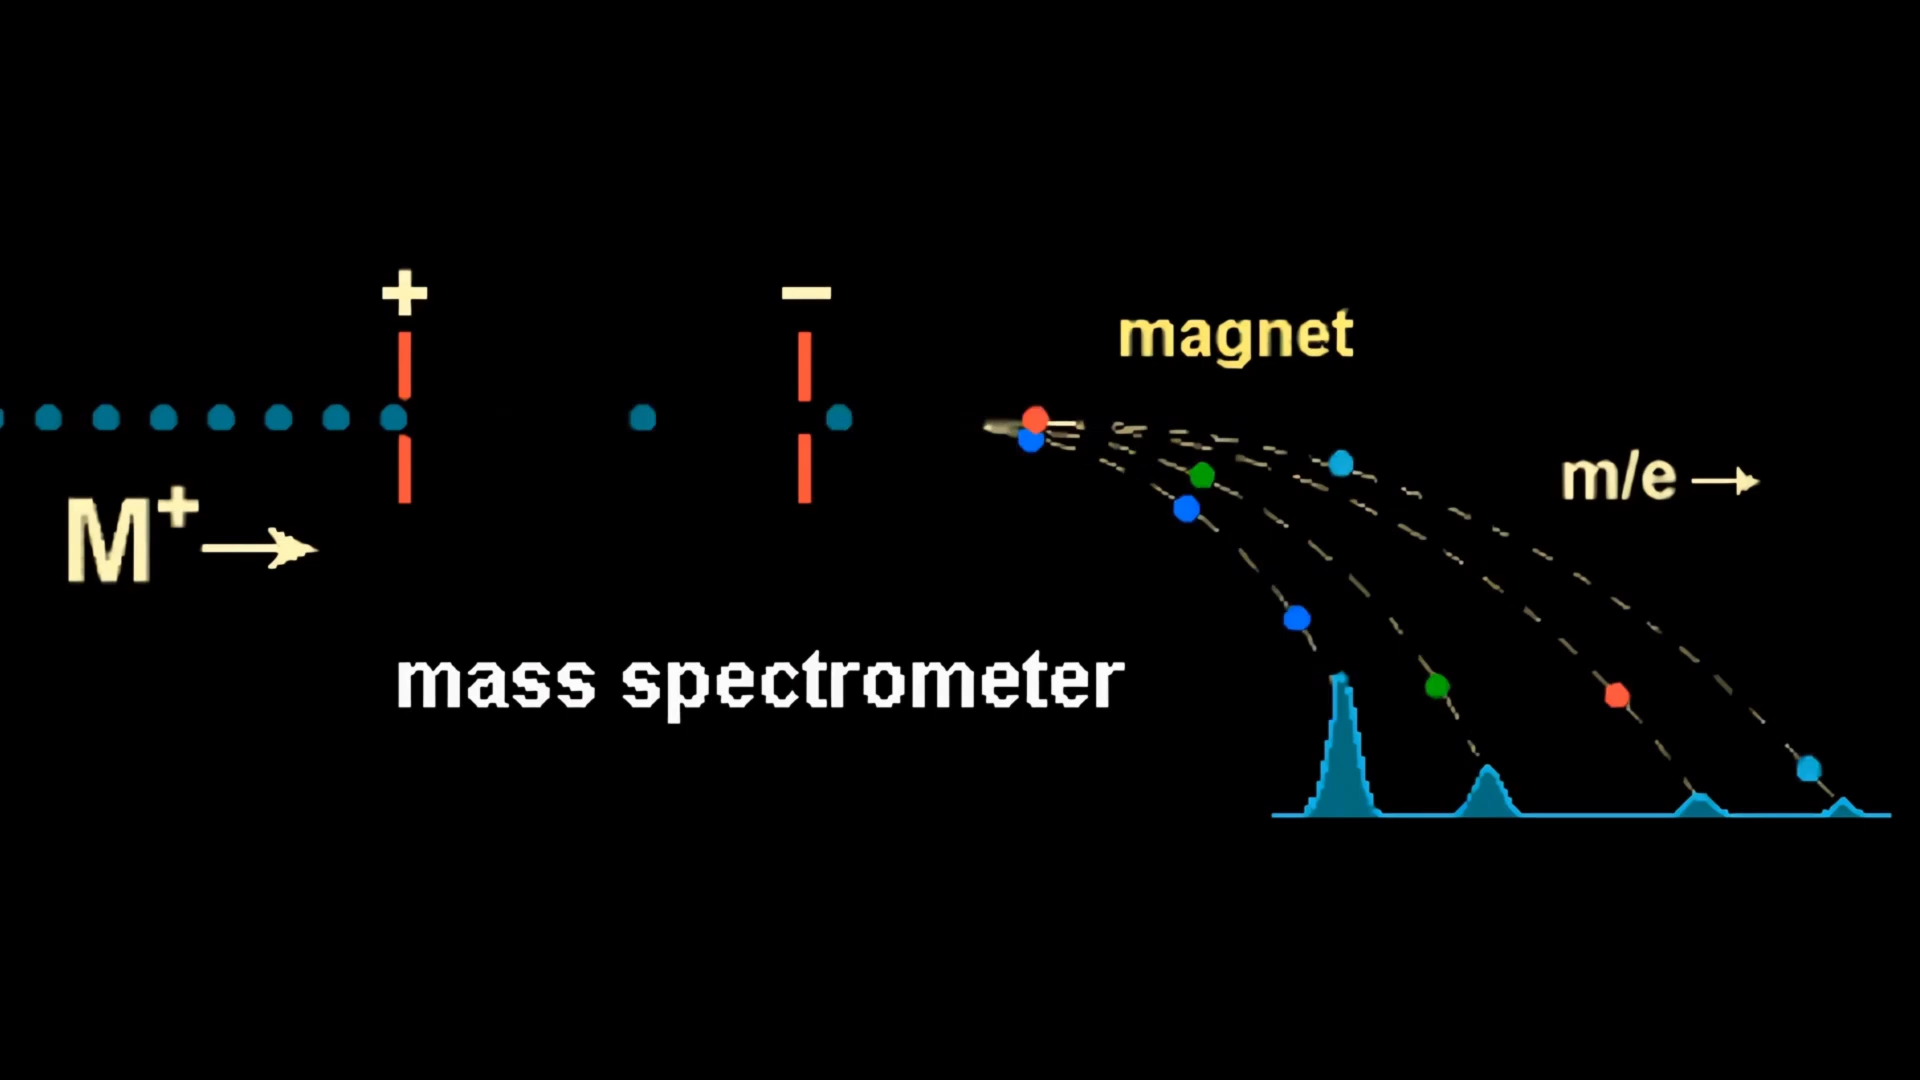 + −
magnet
m/e →
M⁺ →
mass spectrometer